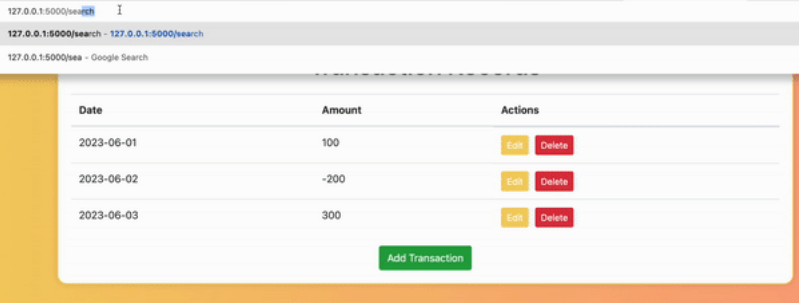 127.0.0.1:5000/search
127.0.0.1:5000/search - 127.0.0.1:5000/search
127.0.0.1:5000/sea - Google Search
Transaction Records
Date Amount Actions
2023-06-01 100 Edit Delete
2023-06-02 -200 Edit Delete
2023-06-03 300 Edit Delete
Add Transaction